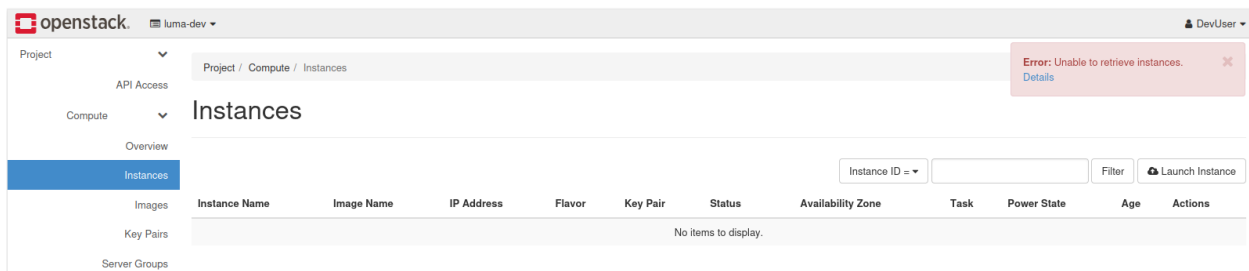 openstack. luma-dev DevUser
Project
API Access
Compute
Overview
Instances
Images
Key Pairs
Server Groups
Project / Compute / Instances
Error: Unable to retrieve instances.
Details
Instances
Instance ID = Filter Launch Instance
Instance Name Image Name IP Address Flavor Key Pair Status Availability Zone Task Power State Age Actions
No items to display.